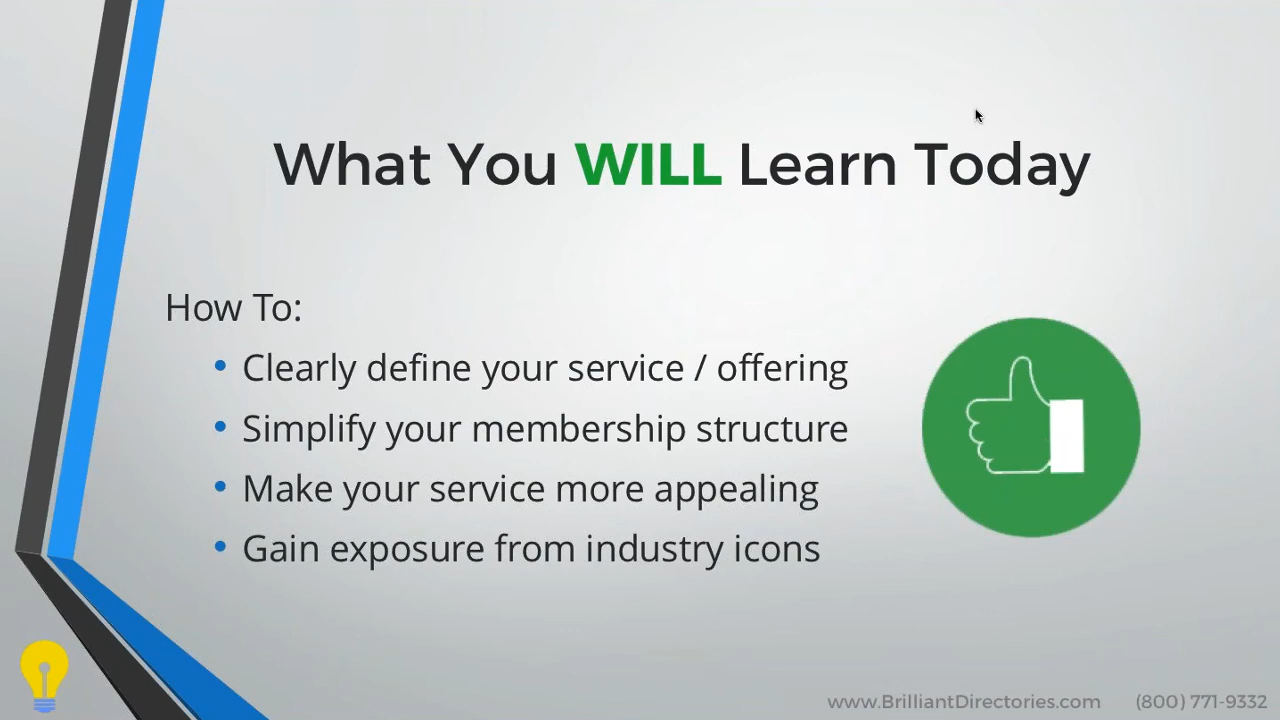 What You WILL Learn Today
How To:
• Clearly define your service / offering
• Simplify your membership structure
• Make your service more appealing
• Gain exposure from industry icons
www.BrilliantDirectories.com (800) 771-9332